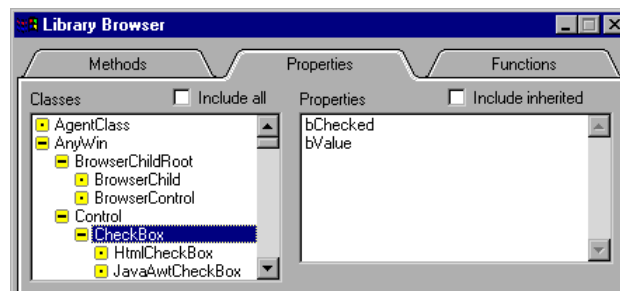 Library Browser
Methods
Properties
Functions
Classes
Include all
Properties
Include inherited
AgentClass
AnyWin
BrowserChildRoot
BrowserChild
BrowserControl
Control
CheckBox
HtmlCheckBox
JavaAwtCheckBox
bChecked
bValue